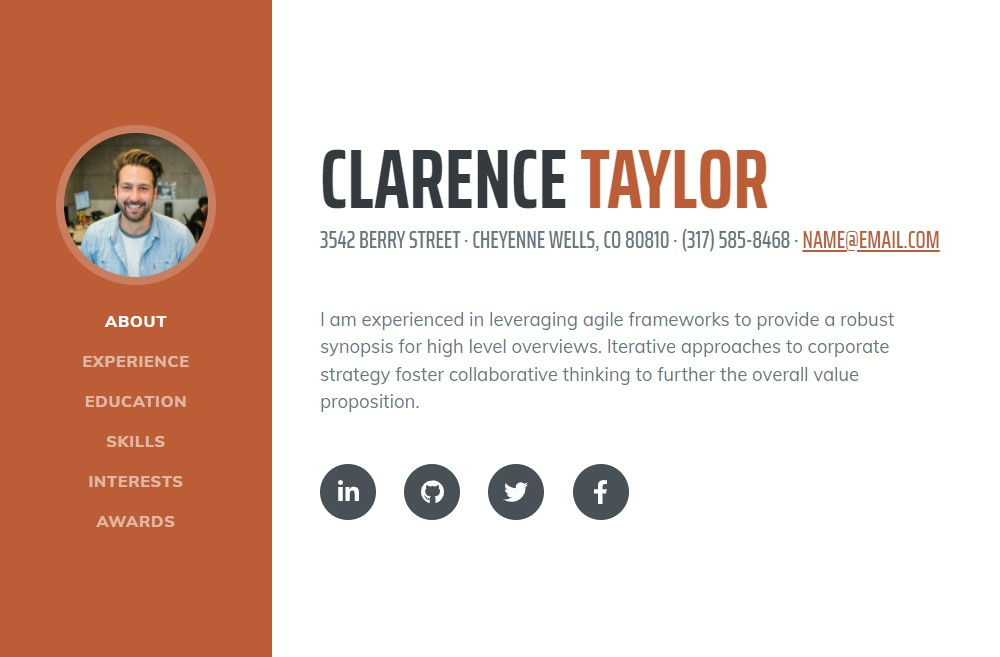 ABOUT
EXPERIENCE
EDUCATION
SKILLS
INTERESTS
AWARDS
CLARENCE TAYLOR
3542 BERRY STREET · CHEYENNE WELLS, CO 80810 · (317) 585-8468 · NAME@EMAIL.COM
I am experienced in leveraging agile frameworks to provide a robust
synopsis for high level overviews. Iterative approaches to corporate
strategy foster collaborative thinking to further the overall value
proposition.
in